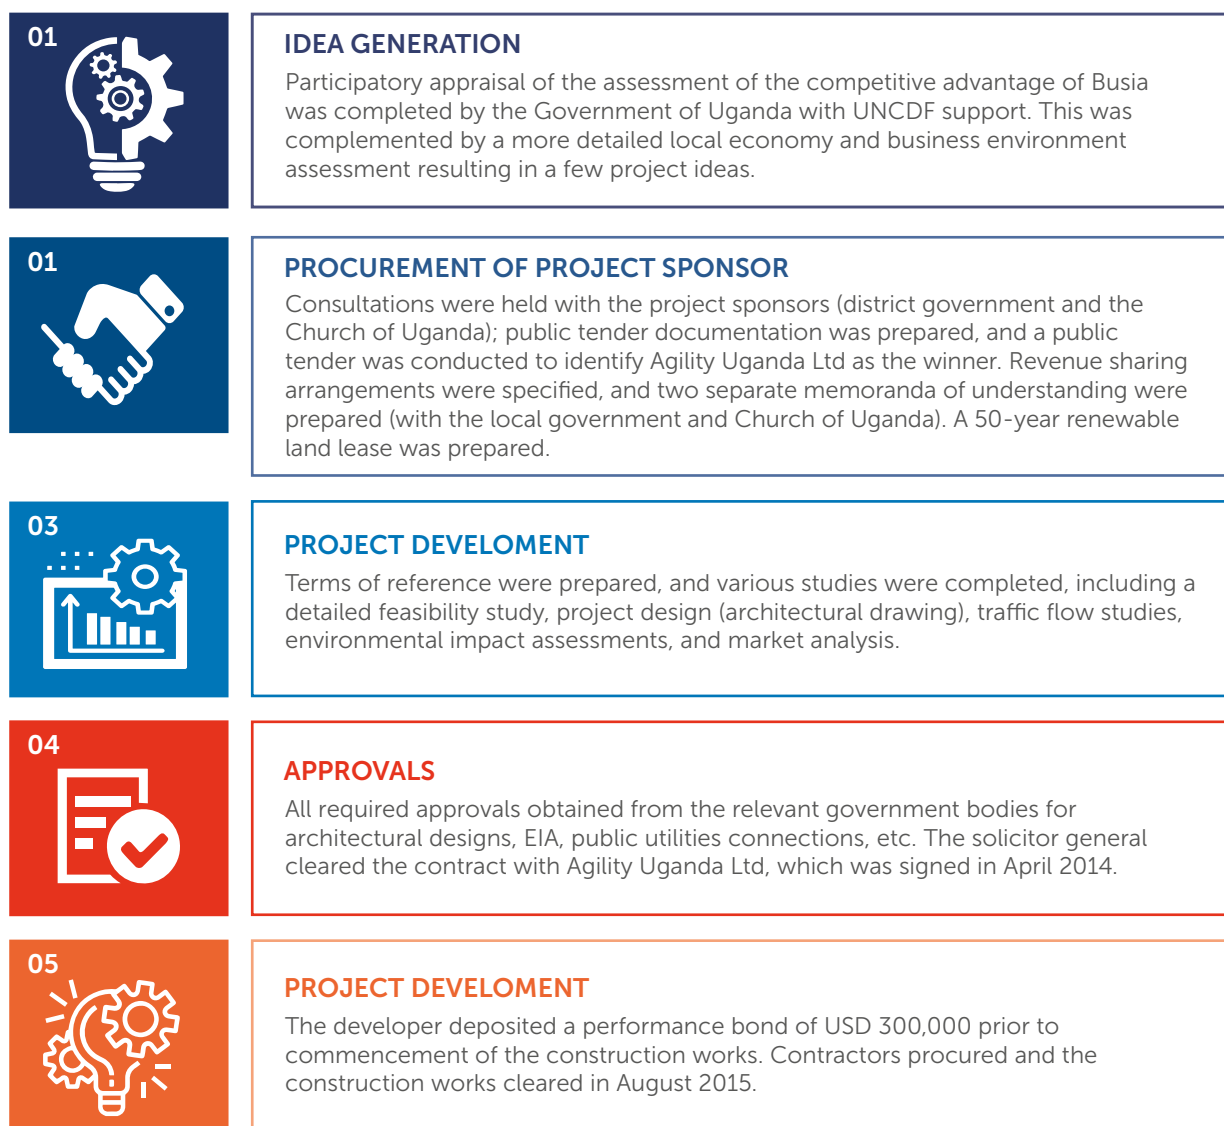 01
IDEA GENERATION
Participatory appraisal of the assessment of the competitive advantage of Busia
was completed by the Government of Uganda with UNCDF support. This was
complemented by a more detailed local economy and business environment
assessment resulting in a few project ideas.
01
PROCUREMENT OF PROJECT SPONSOR
Consultations were held with the project sponsors (district government and the
Church of Uganda); public tender documentation was prepared, and a public
tender was conducted to identify Agility Uganda Ltd as the winner. Revenue sharing
arrangements were specified, and two separate memoranda of understanding were
prepared (with the local government and Church of Uganda). A 50-year renewable
land lease was prepared.
03
PROJECT DEVELOMENT
Terms of reference were prepared, and various studies were completed, including a
detailed feasibility study, project design (architectural drawing), traffic flow studies,
environmental impact assessments, and market analysis.
04
APPROVALS
All required approvals obtained from the relevant government bodies for
architectural designs, EIA, public utilities connections, etc. The solicitor general
cleared the contract with Agility Uganda Ltd, which was signed in April 2014.
05
PROJECT DEVELOMENT
The developer deposited a performance bond of USD 300,000 prior to
commencement of the construction works. Contractors procured and the
construction works cleared in August 2015.